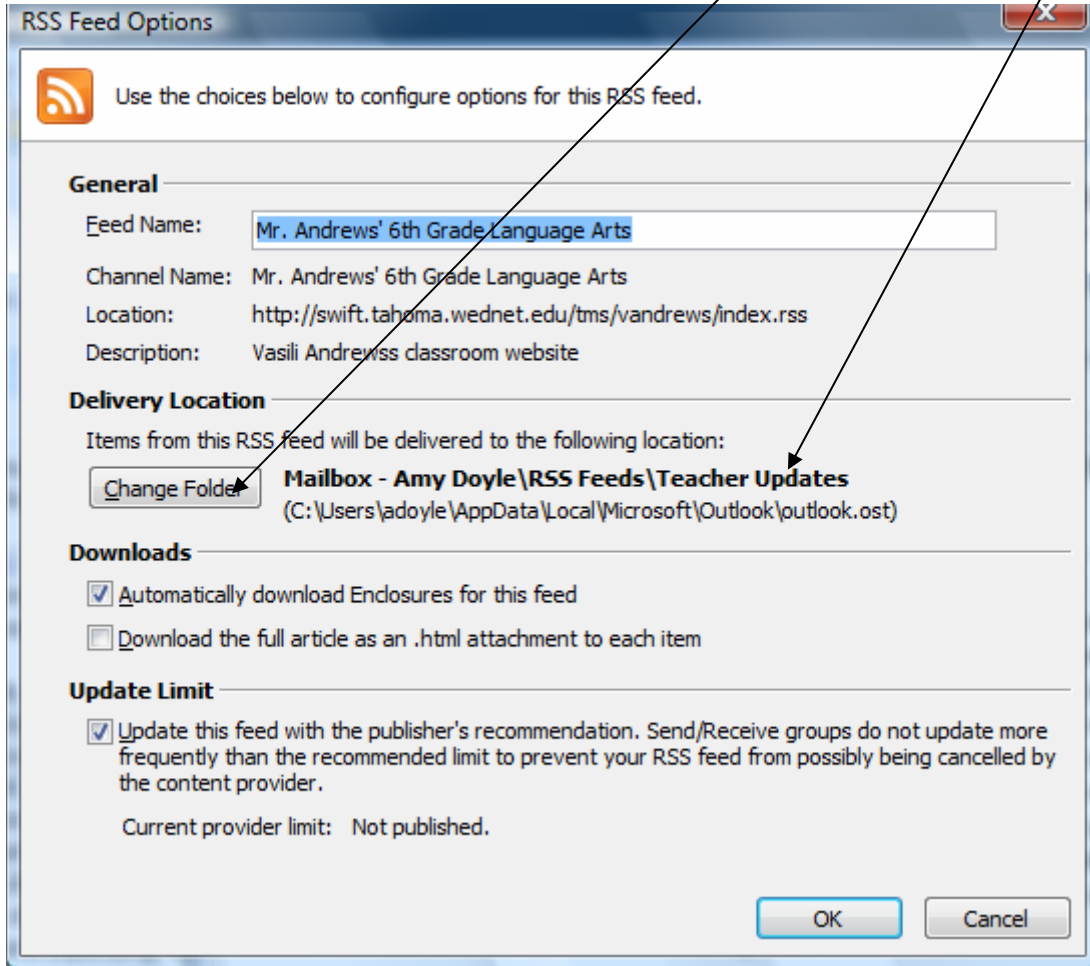 RSS Feed Options
Use the choices below to configure options for this RSS feed.
General
Feed Name: Mr. Andrews' 6th Grade Language Arts
Channel Name: Mr. Andrews' 6th Grade Language Arts
Location: http://swift.tahoma.wednet.edu/tms/vandrews/index.rss
Description: Vasili Andrewss classroom website
Delivery Location
Items from this RSS feed will be delivered to the following location:
Change Folder Mailbox - Amy Doyle\RSS Feeds\Teacher Updates
(C:\Users\adoyle\AppData\Local\Microsoft\Outlook\outlook.ost)
Downloads
Automatically download Enclosures for this feed
Download the full article as an .html attachment to each item
Update Limit
Update this feed with the publisher's recommendation. Send/Receive groups do not update more
frequently than the recommended limit to prevent your RSS feed from possibly being cancelled by
the content provider.
Current provider limit: Not published.
OK Cancel